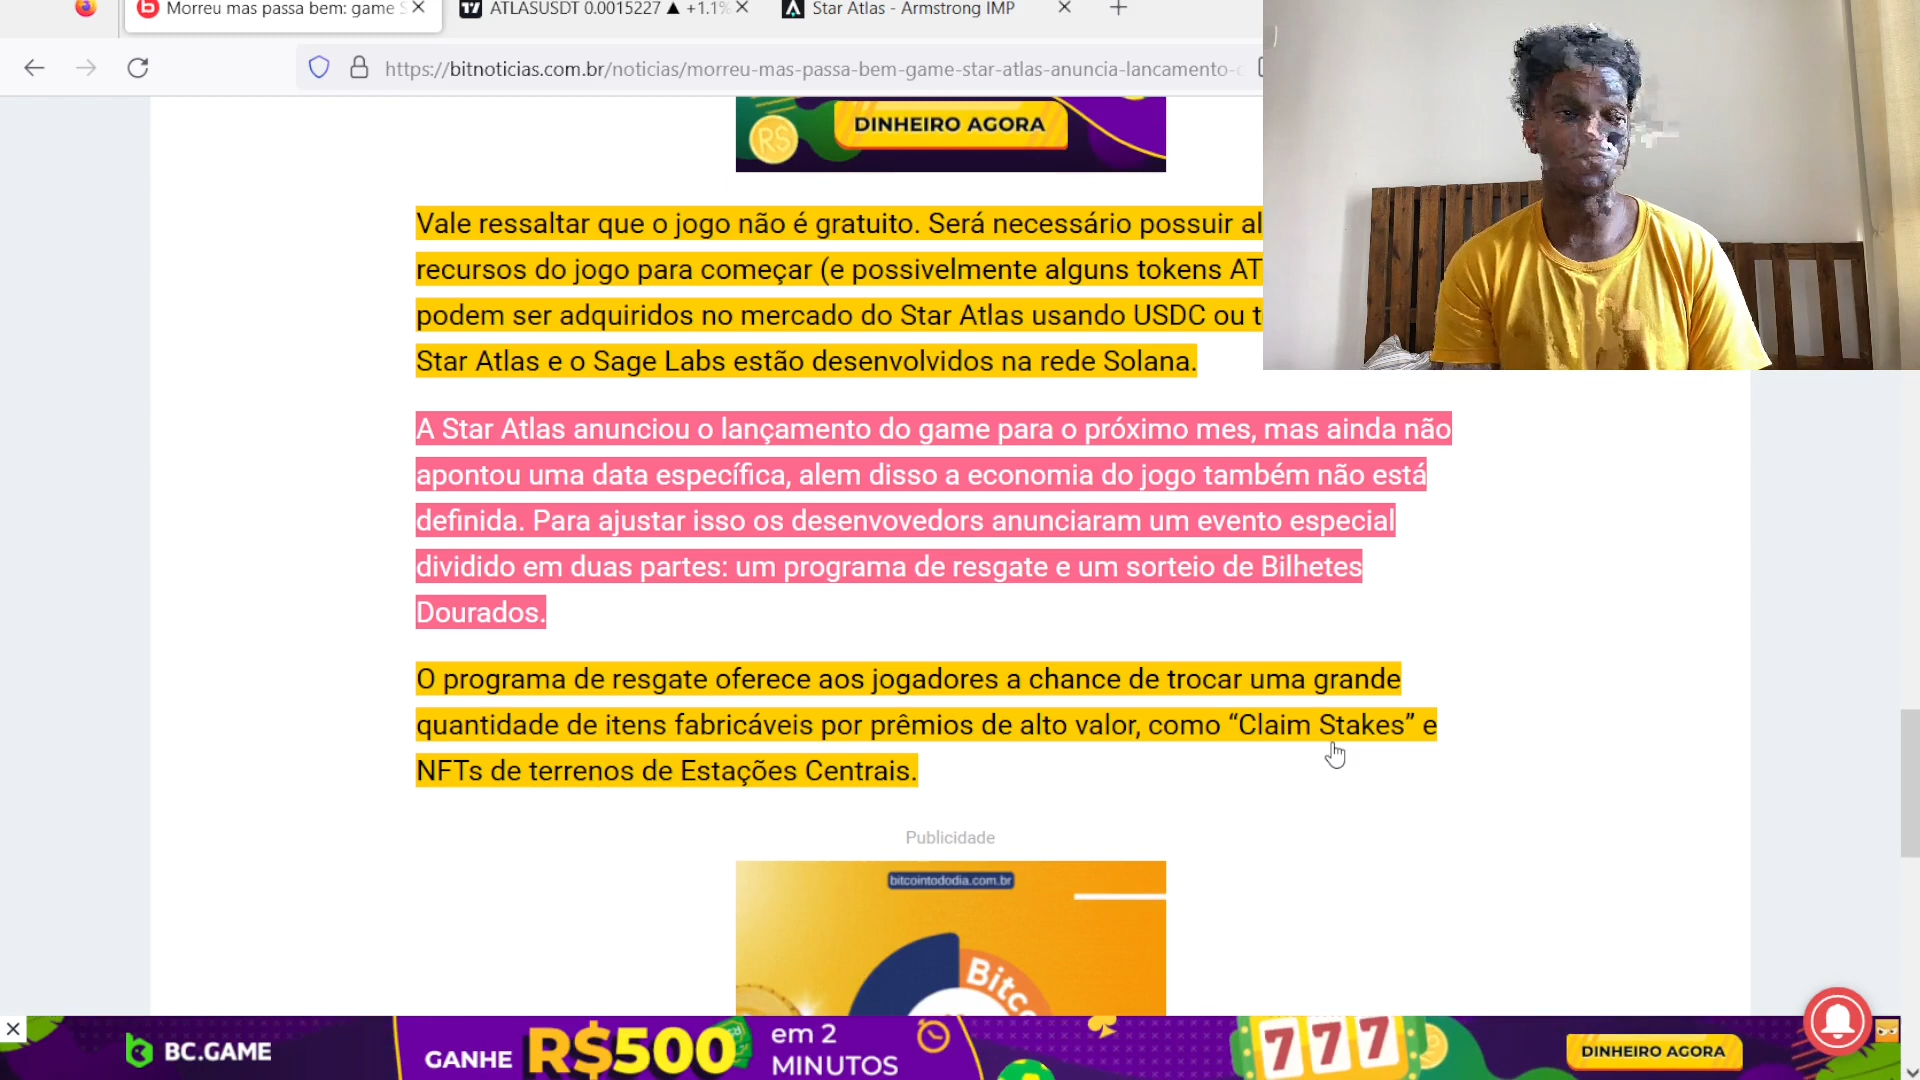 Morreu mas passa bem: game S
ATLASUSDT 0.0015227 ▲ +1.1%
Star Atlas - Armstrong IMP
https://bitnoticias.com.br/noticias/morreu-mas-passa-bem-game-star-atlas-anuncia-lancamento-
R$
DINHEIRO AGORA
Vale ressaltar que o jogo não é gratuito. Será necessário possuir al
recursos do jogo para começar (e possivelmente alguns tokens AT
podem ser adquiridos no mercado do Star Atlas usando USDC ou t
Star Atlas e o Sage Labs estão desenvolvidos na rede Solana.
A Star Atlas anunciou o lançamento do game para o próximo mes, mas ainda não
apontou uma data específica, alem disso a economia do jogo também não está
definida. Para ajustar isso os desenvovedors anunciaram um evento especial
dividido em duas partes: um programa de resgate e um sorteio de Bilhetes
Dourados.
O programa de resgate oferece aos jogadores a chance de trocar uma grande
quantidade de itens fabricáveis por prêmios de alto valor, como “Claim Stakes” e
NFTs de terrenos de Estações Centrais.
Publicidade
bitcointododia.com.br
Bitc
BC.GAME
GANHE R$500 em 2 MINUTOS
777
DINHEIRO AGORA